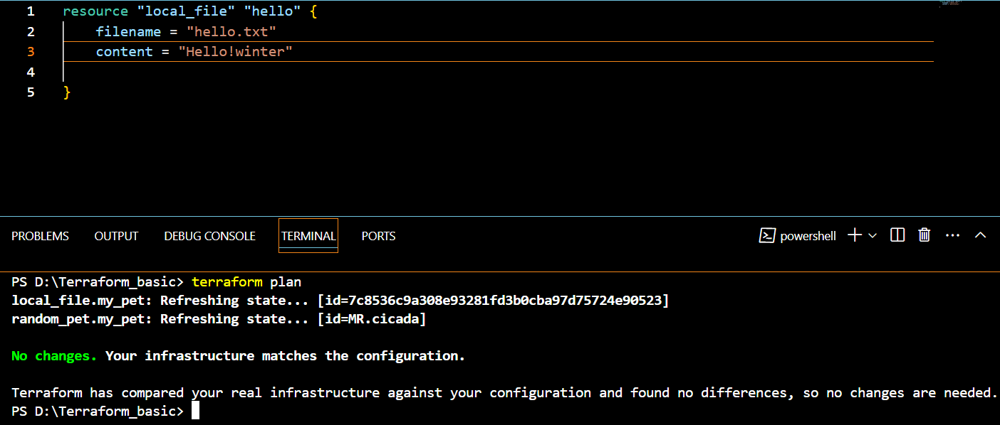 1 resource "local_file" "hello" {
2     filename = "hello.txt"
3     content = "Hello!winter"
4
5 }
PROBLEMS OUTPUT DEBUG CONSOLE TERMINAL PORTS powershell
PS D:\Terraform_basic> terraform plan
local_file.my_pet: Refreshing state... [id=7c8536c9a308e93281fd3b0cba97d75724e90523]
random_pet.my_pet: Refreshing state... [id=MR.cicada]
No changes. Your infrastructure matches the configuration.
Terraform has compared your real infrastructure against your configuration and found no differences, so no changes are needed.
PS D:\Terraform_basic>